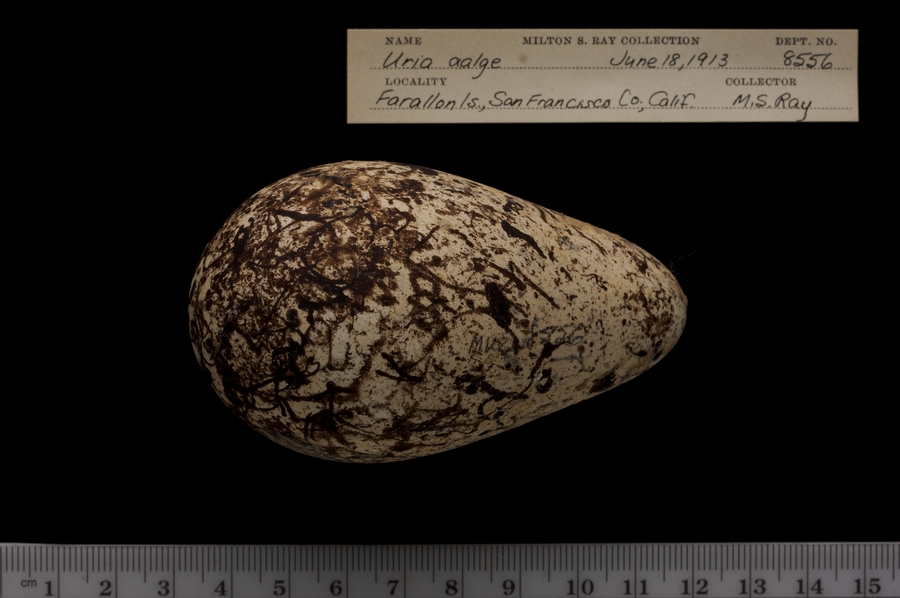 NAME MILTON S. RAY COLLECTION DEPT. NO.
Uria aalge June 18, 1913 8556
LOCALITY COLLECTOR
Farallon Is., San Francisco Co., Calif. M.S. Ray
cm 1 2 3 4 5 6 7 8 9 10 11 12 13 14 15